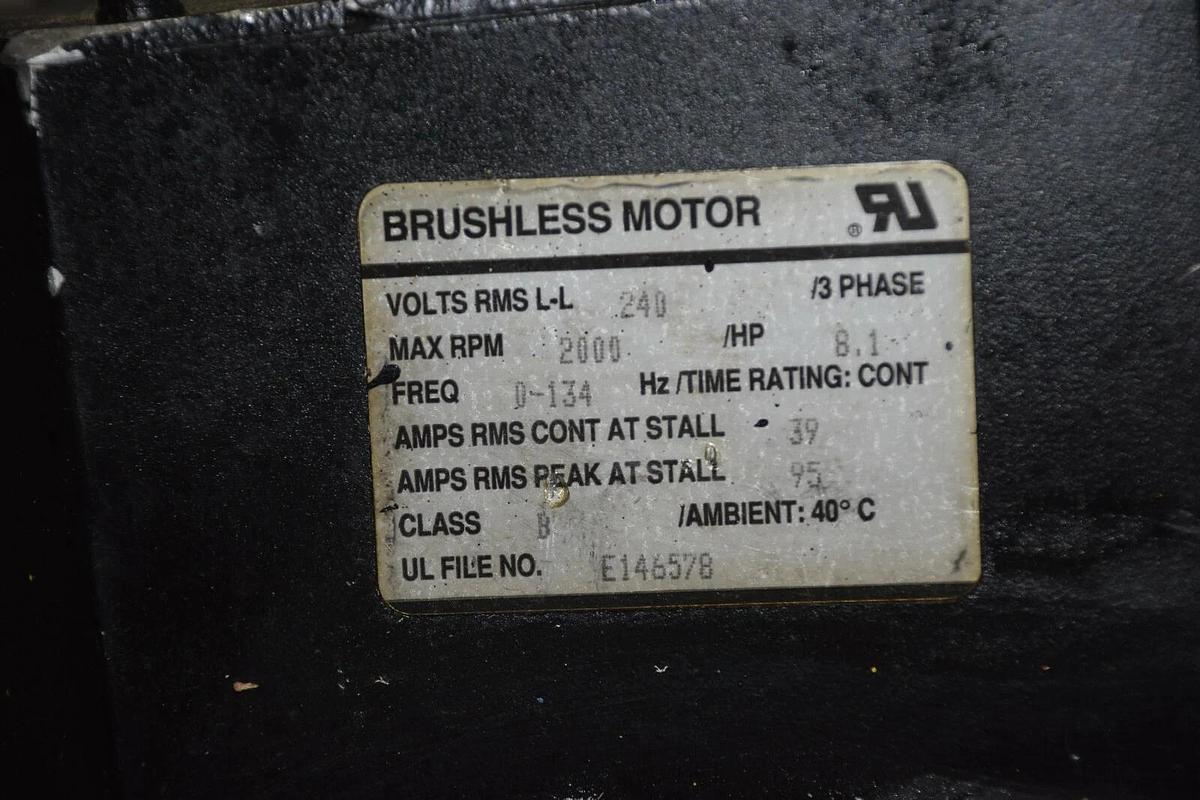 BRUSHLESS MOTOR ® RU
VOLTS RMS L-L 240 /3 PHASE
MAX RPM 2000 /HP 8.1
FREQ 0-134 Hz /TIME RATING: CONT
AMPS RMS CONT AT STALL 39
AMPS RMS PEAK AT STALL 95
CLASS B /AMBIENT: 40° C
UL FILE NO. E146578